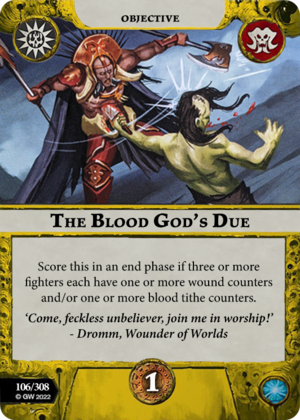 OBJECTIVE
THE BLOOD GOD'S DUE
Score this in an end phase if three or more
fighters each have one or more wound counters
and/or one or more blood tithe counters.
‘Come, feckless unbeliever, join me in worship!’
- Dromm, Wounder of Worlds
106/308
© GW 2022
1